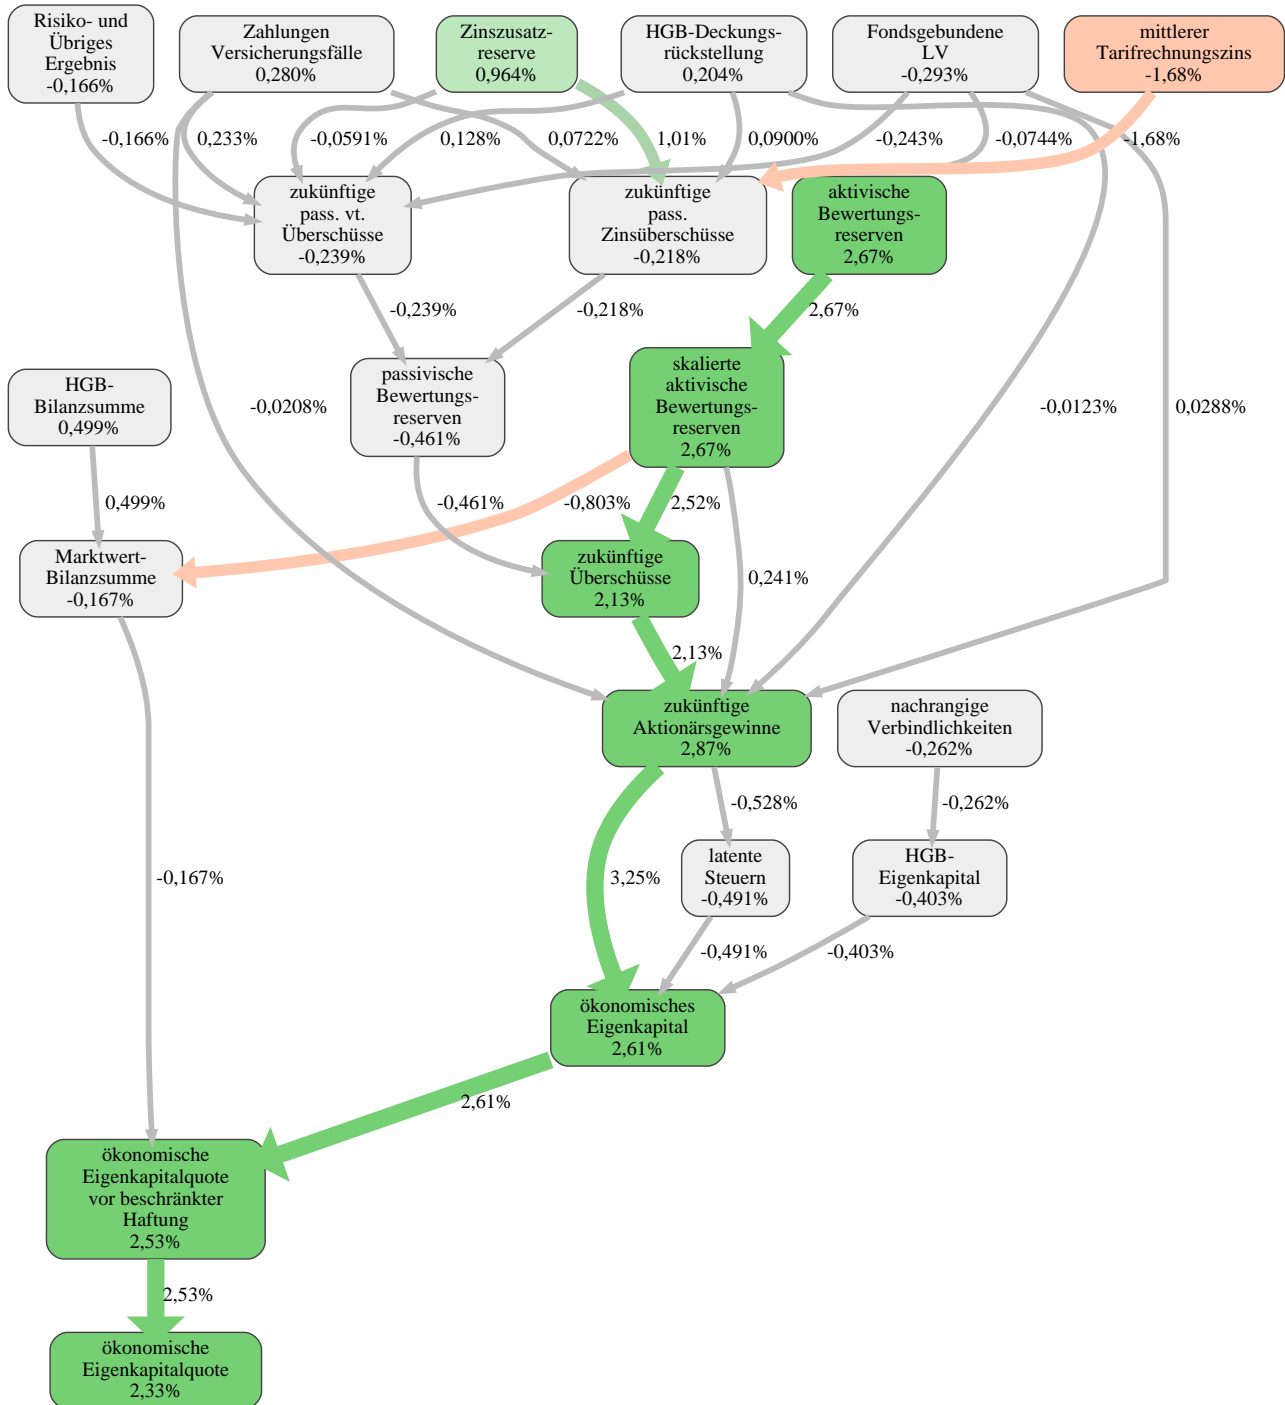 Risiko- und
Übriges
Ergebnis
-0,166%
Zahlungen
Versicherungsfälle
0,280%
Zinszusatz-
reserve
0,964%
HGB-Deckungs-
rückstellung
0,204%
Fondsgebundene
LV
-0,293%
mittlerer
Tarifrechnungszins
-1,68%
-0,166%
0,233%
-0,0591%
0,128%
0,0722%
1,01%
0,0900%
-0,243%
-0,0744%
-1,68%
zukünftige
pass. vt.
Überschüsse
-0,239%
zukünftige
pass.
Zinsüberschüsse
-0,218%
aktivische
Bewertungs-
reserven
2,67%
-0,239%
-0,218%
2,67%
HGB-
Bilanzsumme
0,499%
-0,0208%
passivische
Bewertungs-
reserven
-0,461%
skalierte
aktivische
Bewertungs-
reserven
2,67%
-0,0123%
0,0288%
0,499%
-0,461%
-0,803%
2,52%
Marktwert-
Bilanzsumme
-0,167%
zukünftige
Überschüsse
2,13%
0,241%
2,13%
zukünftige
Aktionärsgewinne
2,87%
nachrangige
Verbindlichkeiten
-0,262%
-0,528%
-0,262%
-0,167%
3,25%
latente
Steuern
-0,491%
HGB-
Eigenkapital
-0,403%
-0,491%
-0,403%
ökonomisches
Eigenkapital
2,61%
2,61%
ökonomische
Eigenkapitalquote
vor beschränkter
Haftung
2,53%
2,53%
ökonomische
Eigenkapitalquote
2,33%